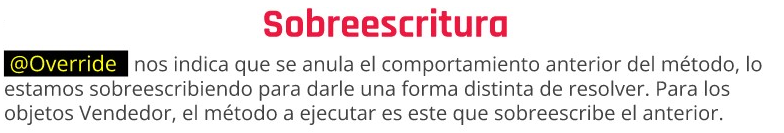 Sobreescritura
@Override nos indica que se anula el comportamiento anterior del método, lo
estamos sobreescribiendo para darle una forma distinta de resolver. Para los
objetos Vendedor, el método a ejecutar es este que sobreescribe el anterior.